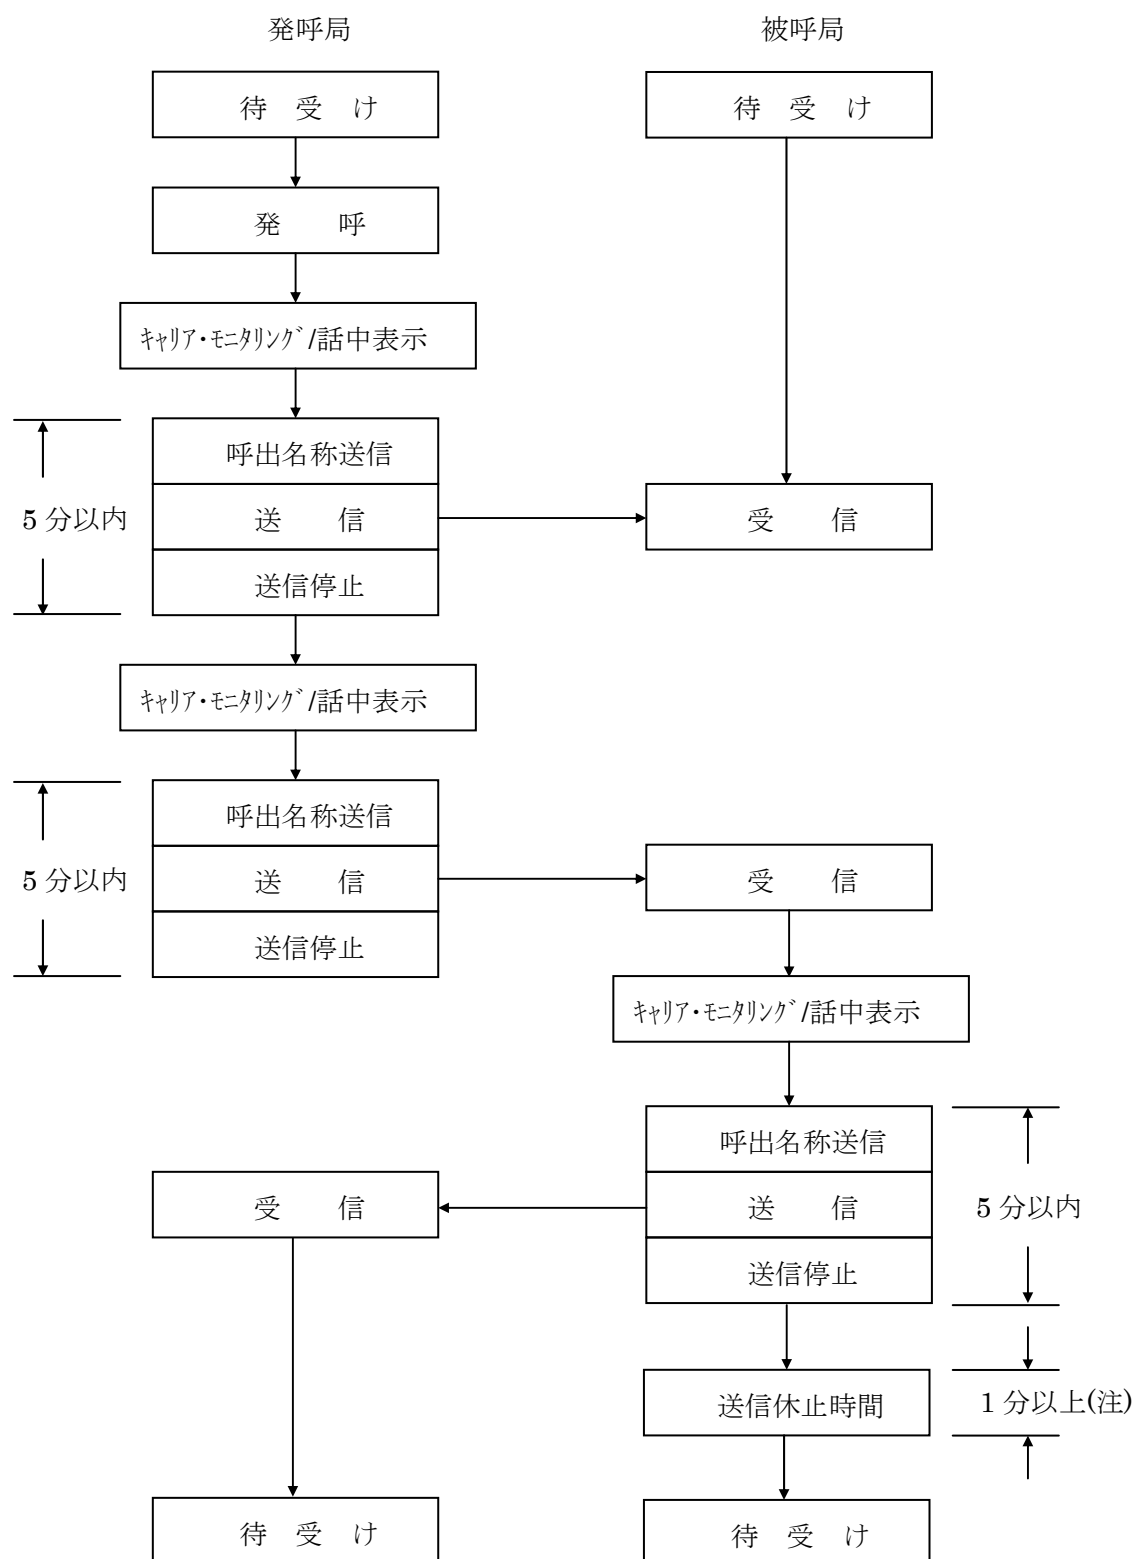 発呼局 被呼局
待 受 け 待 受 け
発 呼
ｷｬﾘｱ・ﾓﾆﾀﾘﾝｸﾞ/話中表示
呼出名称送信
5 分以内 送 信 受 信
送信停止
ｷｬﾘｱ・ﾓﾆﾀﾘﾝｸﾞ/話中表示
呼出名称送信
5 分以内 送 信 受 信
送信停止
ｷｬﾘｱ・ﾓﾆﾀﾘﾝｸﾞ/話中表示
呼出名称送信
受 信 送 信 5 分以内
送信停止
送信休止時間 1 分以上(注)
待 受 け 待 受 け